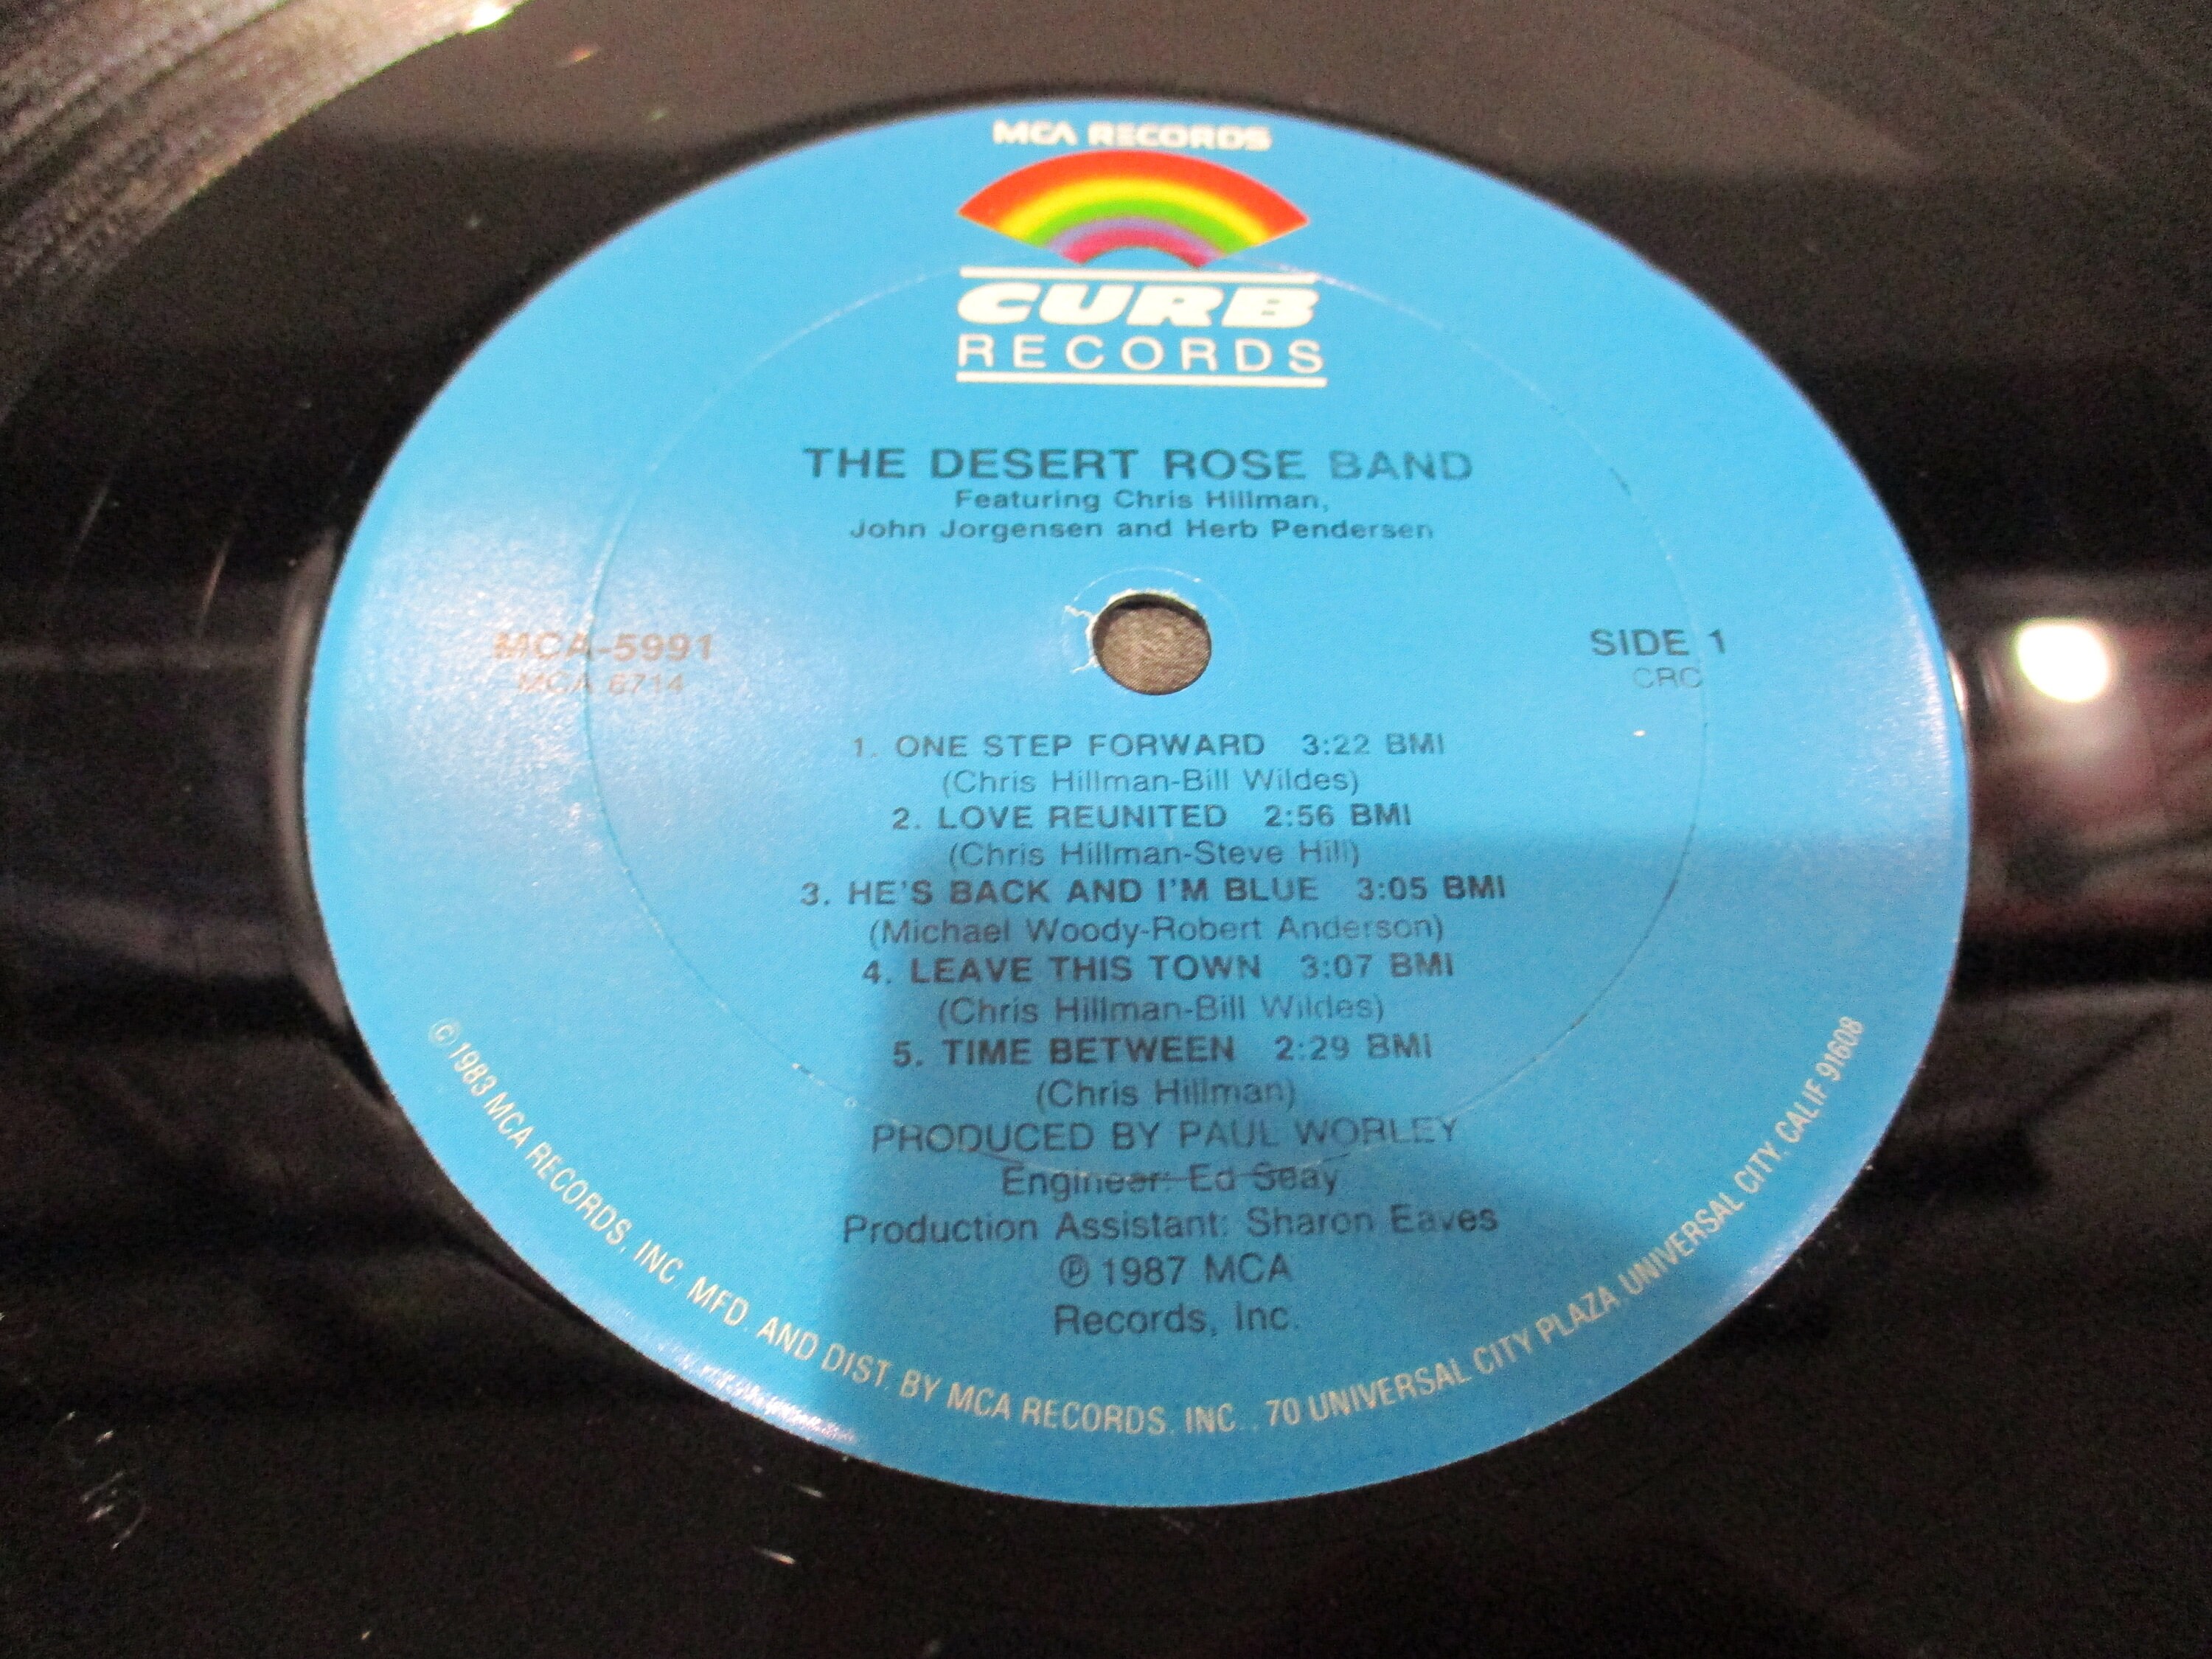 MCA RECORDS
CURB
RECORDS
THE DESERT ROSE BAND
Featuring Chris Hillman,
John Jorgensen and Herb Pendersen
MCA-5991
MCA 6714
SIDE 1
CRC
1. ONE STEP FORWARD 3:22 BMI
(Chris Hillman-Bill Wildes)
2. LOVE REUNITED 2:56 BMI
(Chris Hillman-Steve Hill)
3. HE'S BACK AND I'M BLUE 3:05 BMI
(Michael Woody-Robert Anderson)
4. LEAVE THIS TOWN 3:07 BMI
(Chris Hillman-Bill Wildes)
5. TIME BETWEEN 2:29 BMI
(Chris Hillman)
PRODUCED BY PAUL WORLEY
Engineer: Ed Seay
Production Assistant: Sharon Eaves
℗ 1987 MCA
Records, Inc.
© 1983 MCA RECORDS, INC. MFD. AND DIST. BY MCA RECORDS, INC., 70 UNIVERSAL CITY PLAZA, UNIVERSAL CITY, CALIF 91608